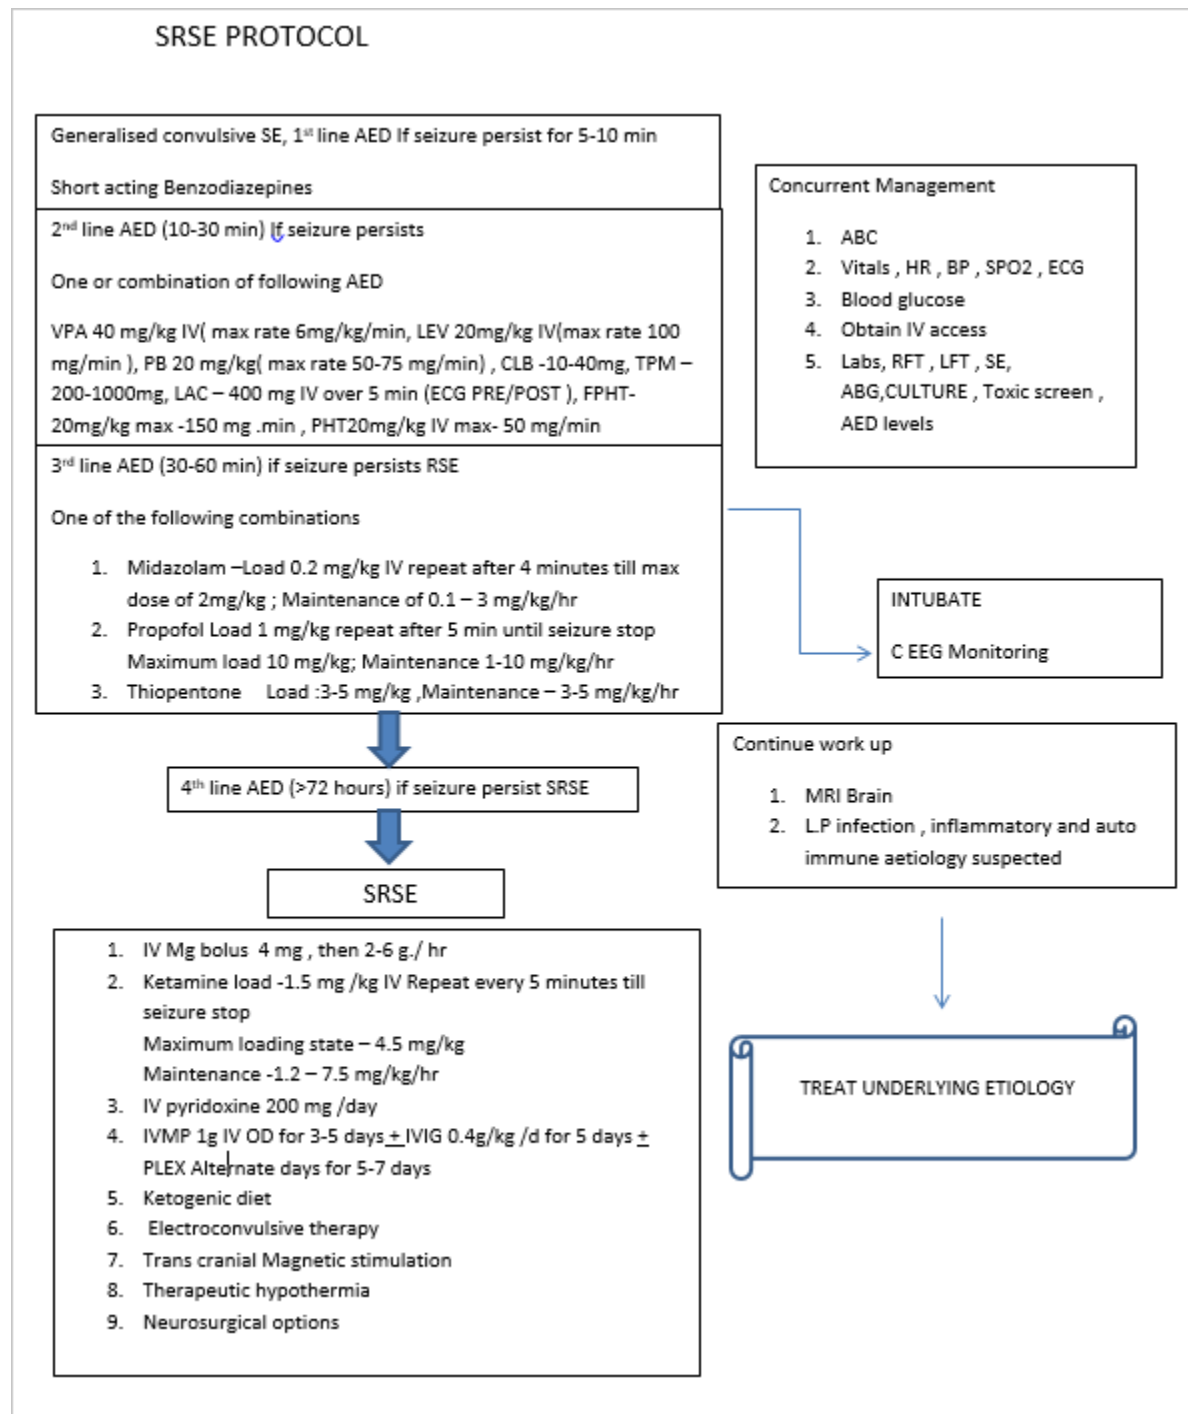 SRSE PROTOCOL
Generalised convulsive SE, 1st line AED If seizure persist for 5-10 min
Short acting Benzodiazepines
2nd line AED (10-30 min) If seizure persists
One or combination of following AED
VPA 40 mg/kg IV( max rate 6mg/kg/min, LEV 20mg/kg IV(max rate 100
mg/min ), PB 20 mg/kg( max rate 50-75 mg/min) , CLB -10-40mg, TPM –
200-1000mg, LAC – 400 mg IV over 5 min (ECG PRE/POST ), FPHT-
20mg/kg max -150 mg .min , PHT20mg/kg IV max- 50 mg/min
3rd line AED (30-60 min) if seizure persists RSE
One of the following combinations
1. Midazolam –Load 0.2 mg/kg IV repeat after 4 minutes till max
dose of 2mg/kg ; Maintenance of 0.1 – 3 mg/kg/hr
2. Propofol Load 1 mg/kg repeat after 5 min until seizure stop
Maximum load 10 mg/kg; Maintenance 1-10 mg/kg/hr
3. Thiopentone Load :3-5 mg/kg ,Maintenance – 3-5 mg/kg/hr
Concurrent Management
1. ABC
2. Vitals , HR , BP , SPO2 , ECG
3. Blood glucose
4. Obtain IV access
5. Labs, RFT , LFT , SE,
ABG,CULTURE , Toxic screen ,
AED levels
INTUBATE
C EEG Monitoring
4th line AED (>72 hours) if seizure persist SRSE
SRSE
1. IV Mg bolus 4 mg , then 2-6 g./ hr
2. Ketamine load -1.5 mg /kg IV Repeat every 5 minutes till
seizure stop
Maximum loading state – 4.5 mg/kg
Maintenance -1.2 – 7.5 mg/kg/hr
3. IV pyridoxine 200 mg /day
4. IVMP 1g IV OD for 3-5 days + IVIG 0.4g/kg /d for 5 days +
PLEX Alternate days for 5-7 days
5. Ketogenic diet
6. Electroconvulsive therapy
7. Trans cranial Magnetic stimulation
8. Therapeutic hypothermia
9. Neurosurgical options
Continue work up
1. MRI Brain
2. L.P infection , inflammatory and auto
immune aetiology suspected
TREAT UNDERLYING ETIOLOGY